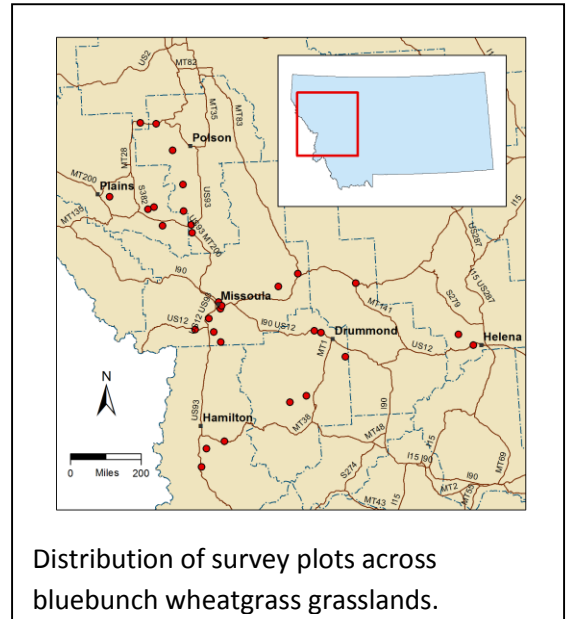 US2
MT82
MT35
MT83
I15
Polson
MT28
MT200
Plains
S382
US93
MT135
US93
MT200
US287
I15 US287
I90
Missoula
US12
US12
I90 US12
MT141
S279
Drummond
Helena
MT1
US12
N
US93
Hamilton
I90
MT38
MT48
I15
I15 I90
S274
I90
MT69
MT2
MT55
MT43
I15
0 200
Miles
Distribution of survey plots across
bluebunch wheatgrass grasslands.